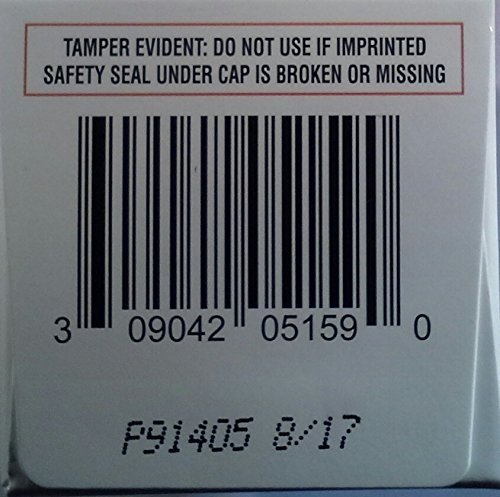 TAMPER EVIDENT: DO NOT USE IF IMPRINTED
SAFETY SEAL UNDER CAP IS BROKEN OR MISSING
3 09042 05159 0
P91405 8/17